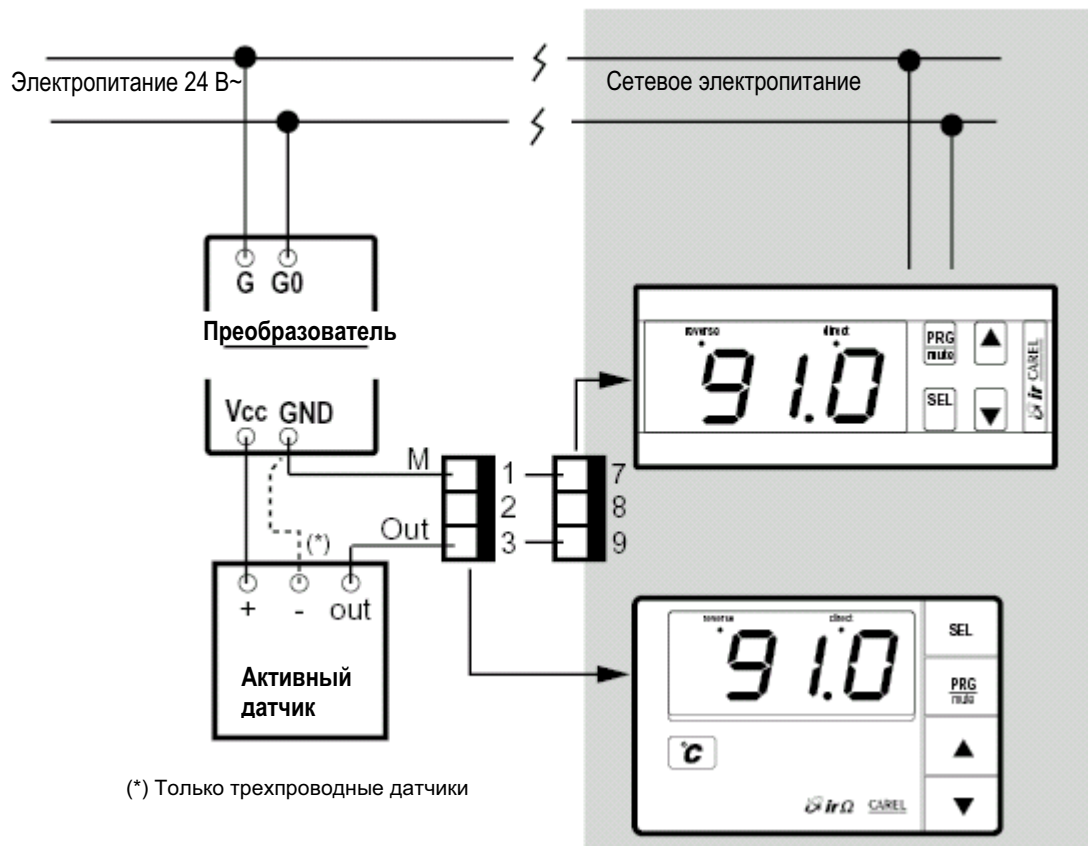 Электропитание 24 В~
Сетевое электропитание
G G0
Преобразователь
Vcc GND
M
Out
1
2
3
7
8
9
(*)
+ - out
Активный
датчик
(*) Только трехпроводные датчики
reverse direct
91.0
PRG
mute
SEL
ir CAREL
reverse direct
91.0
°C
SEL
PRG
mute
irΩ CAREL